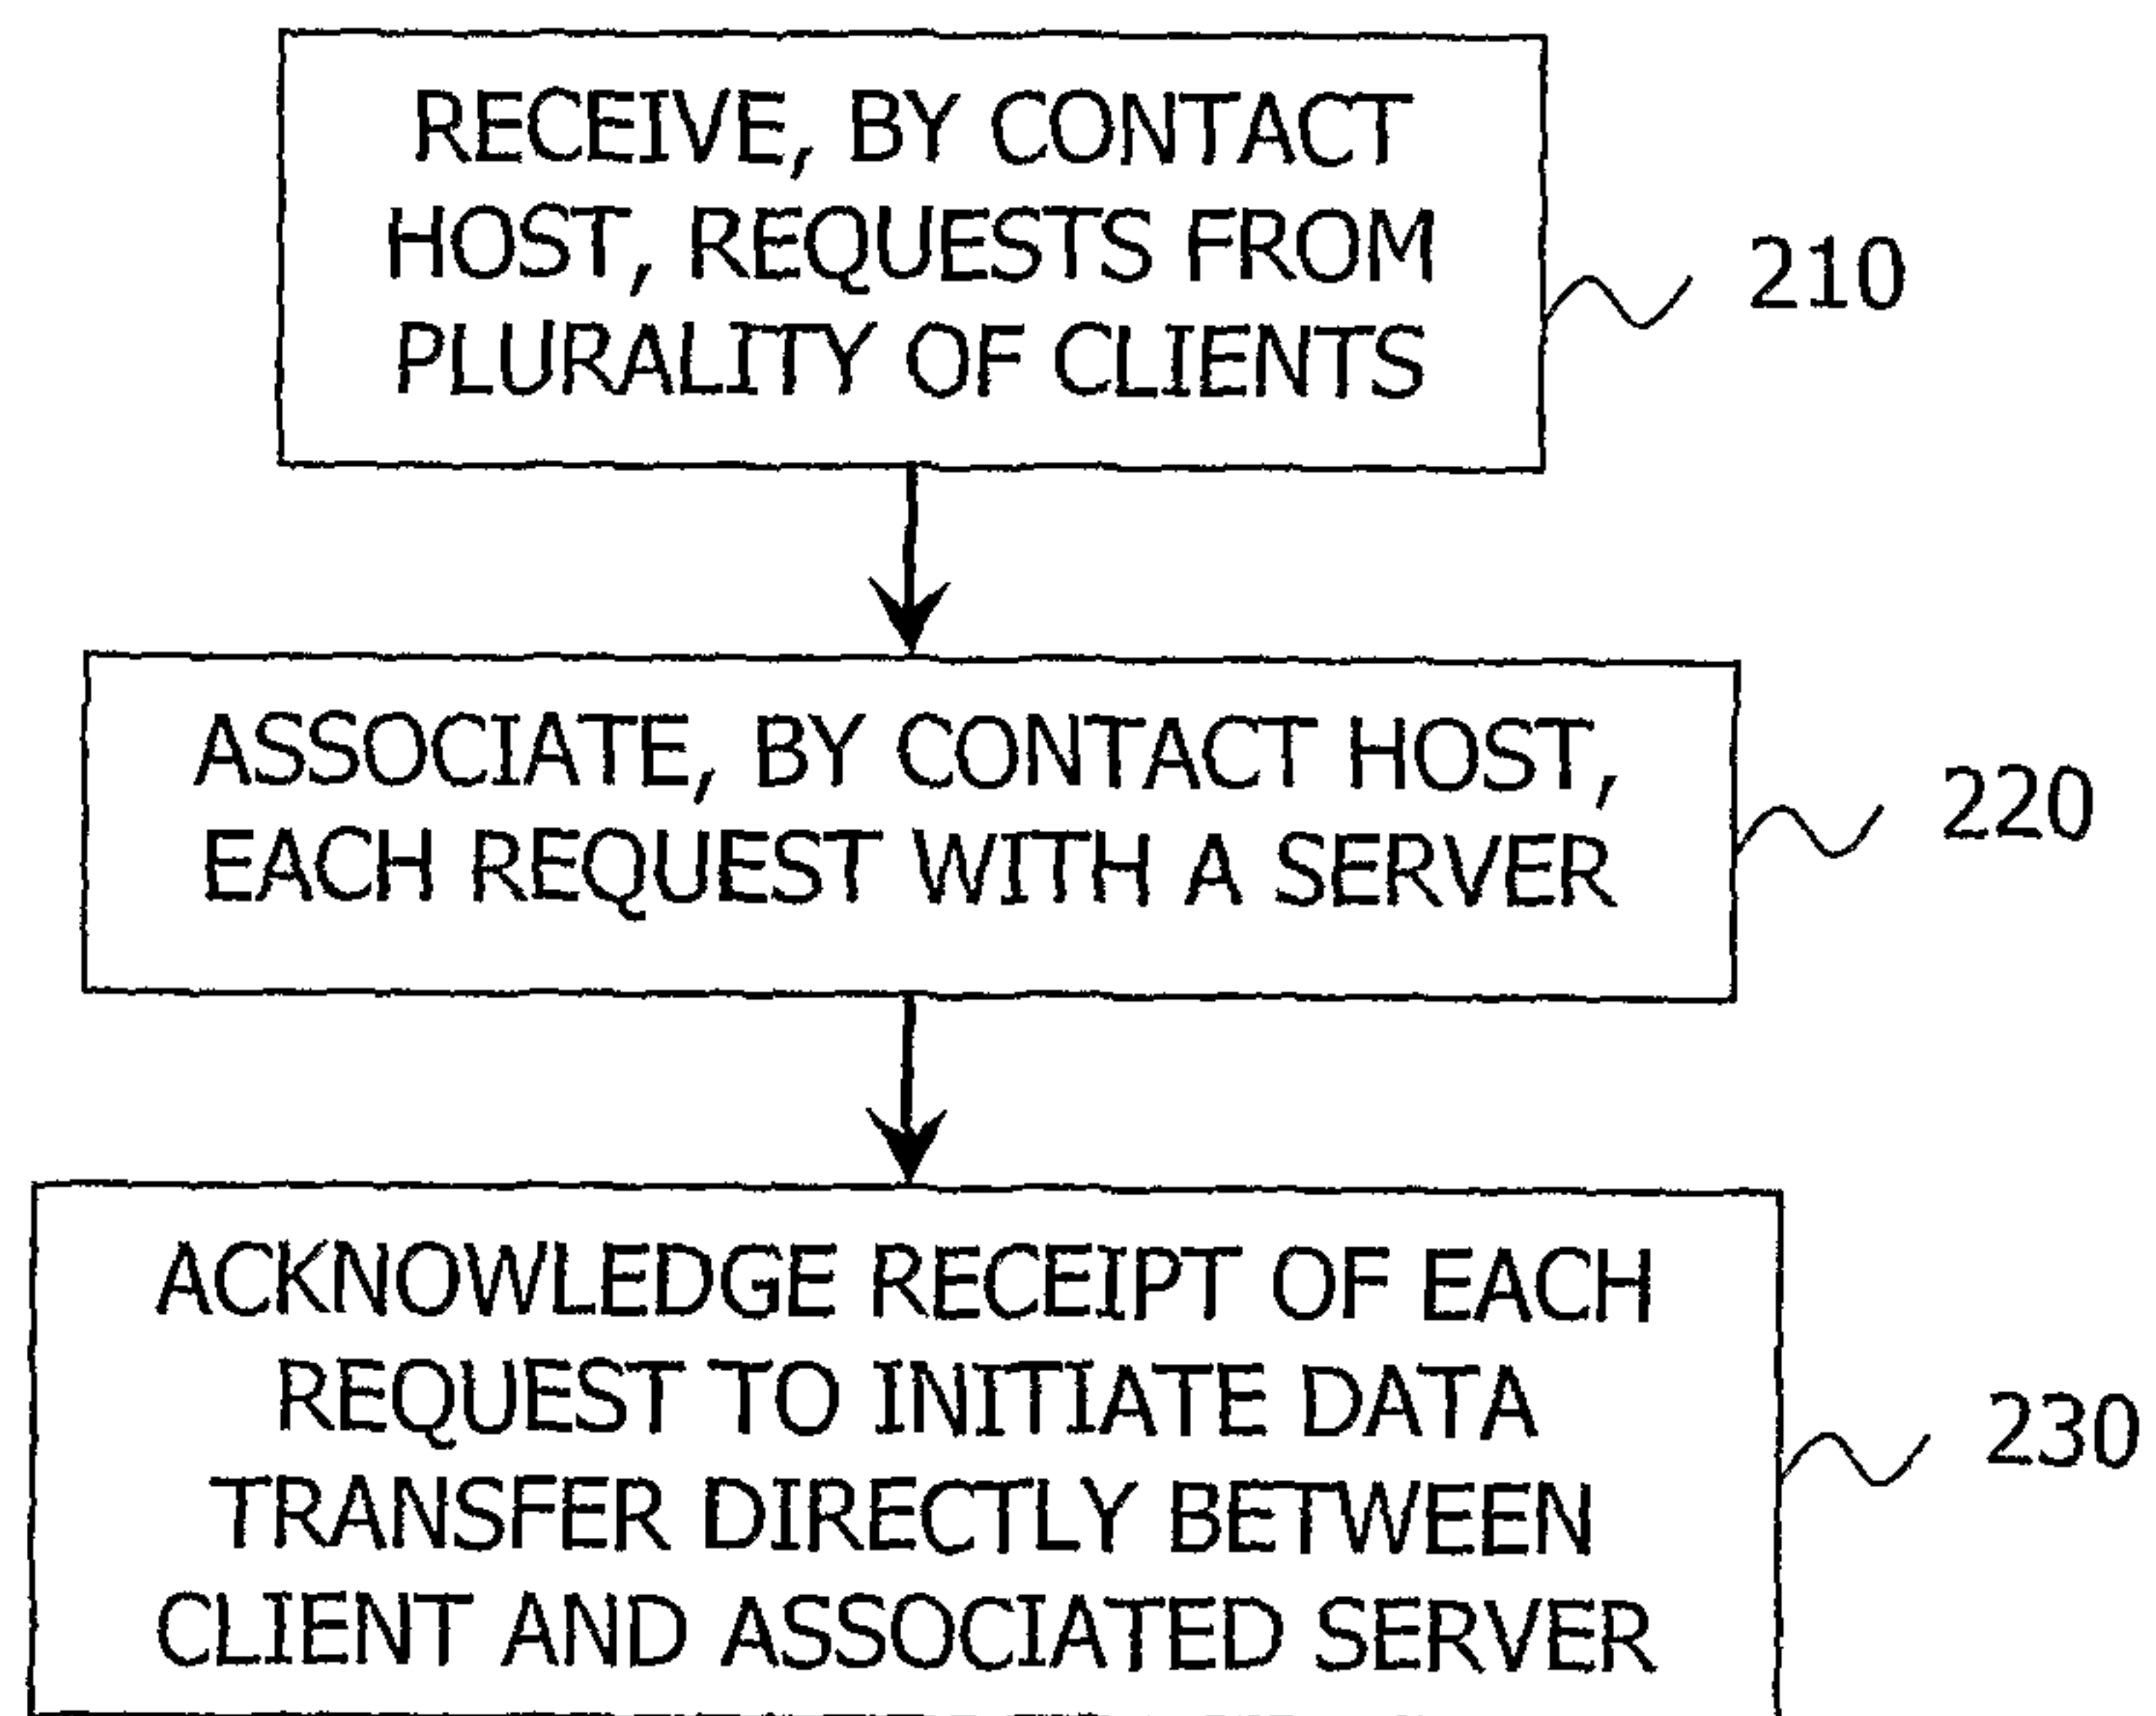 RECEIVE, BY CONTACT
HOST, REQUESTS FROM
PLURALITY OF CLIENTS
210
ASSOCIATE, BY CONTACT HOST,
EACH REQUEST WITH A SERVER
220
ACKNOWLEDGE RECEIPT OF EACH
REQUEST TO INITIATE DATA
TRANSFER DIRECTLY BETWEEN
CLIENT AND ASSOCIATED SERVER
230